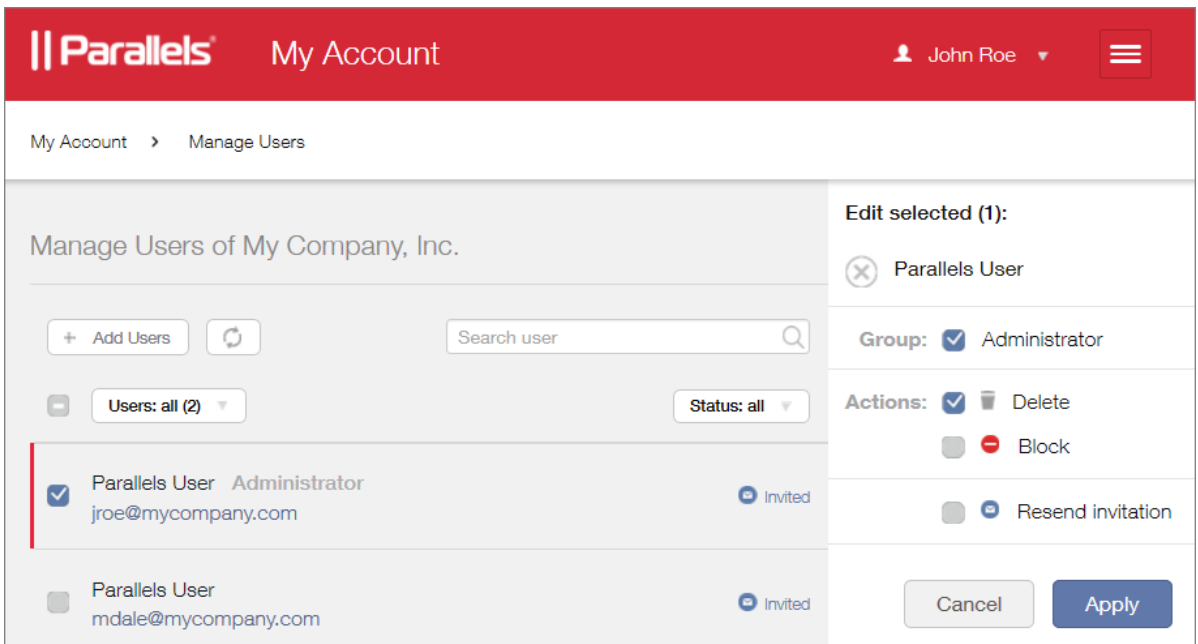 Parallels® My Account John Roe
My Account > Manage Users
Manage Users of My Company, Inc.
+ Add Users
Search user
Users: all (2)
Status: all
Parallels User Administrator
jroe@mycompany.com
Invited
Parallels User
mdale@mycompany.com
Invited
Edit selected (1):
Parallels User
Group: Administrator
Actions: Delete
Block
Resend invitation
Cancel
Apply